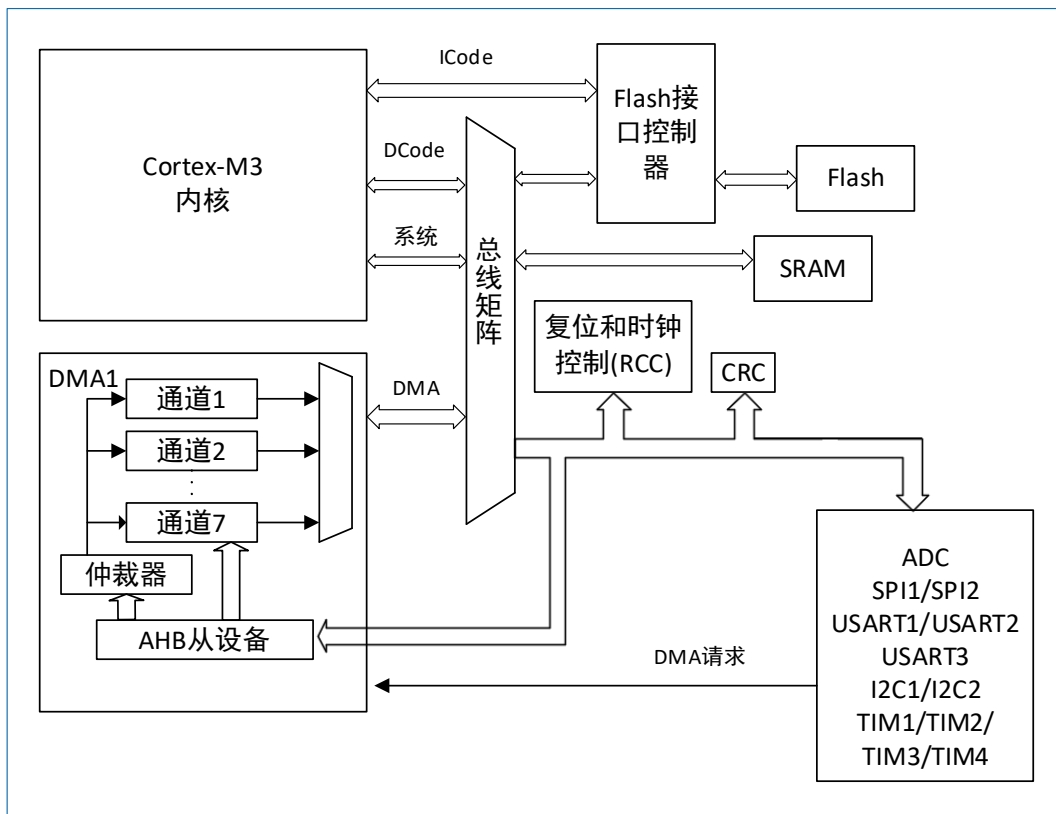 ICode
Flash接
口控制
器
Cortex-M3
内核
DCode
Flash
系统
总
线
矩
阵
SRAM
复位和时钟
控制(RCC)
CRC
DMA1
通道1
DMA
通道2
通道7
仲裁器
AHB从设备
DMA请求
ADC
SPI1/SPI2
USART1/USART2
USART3
I2C1/I2C2
TIM1/TIM2/
TIM3/TIM4